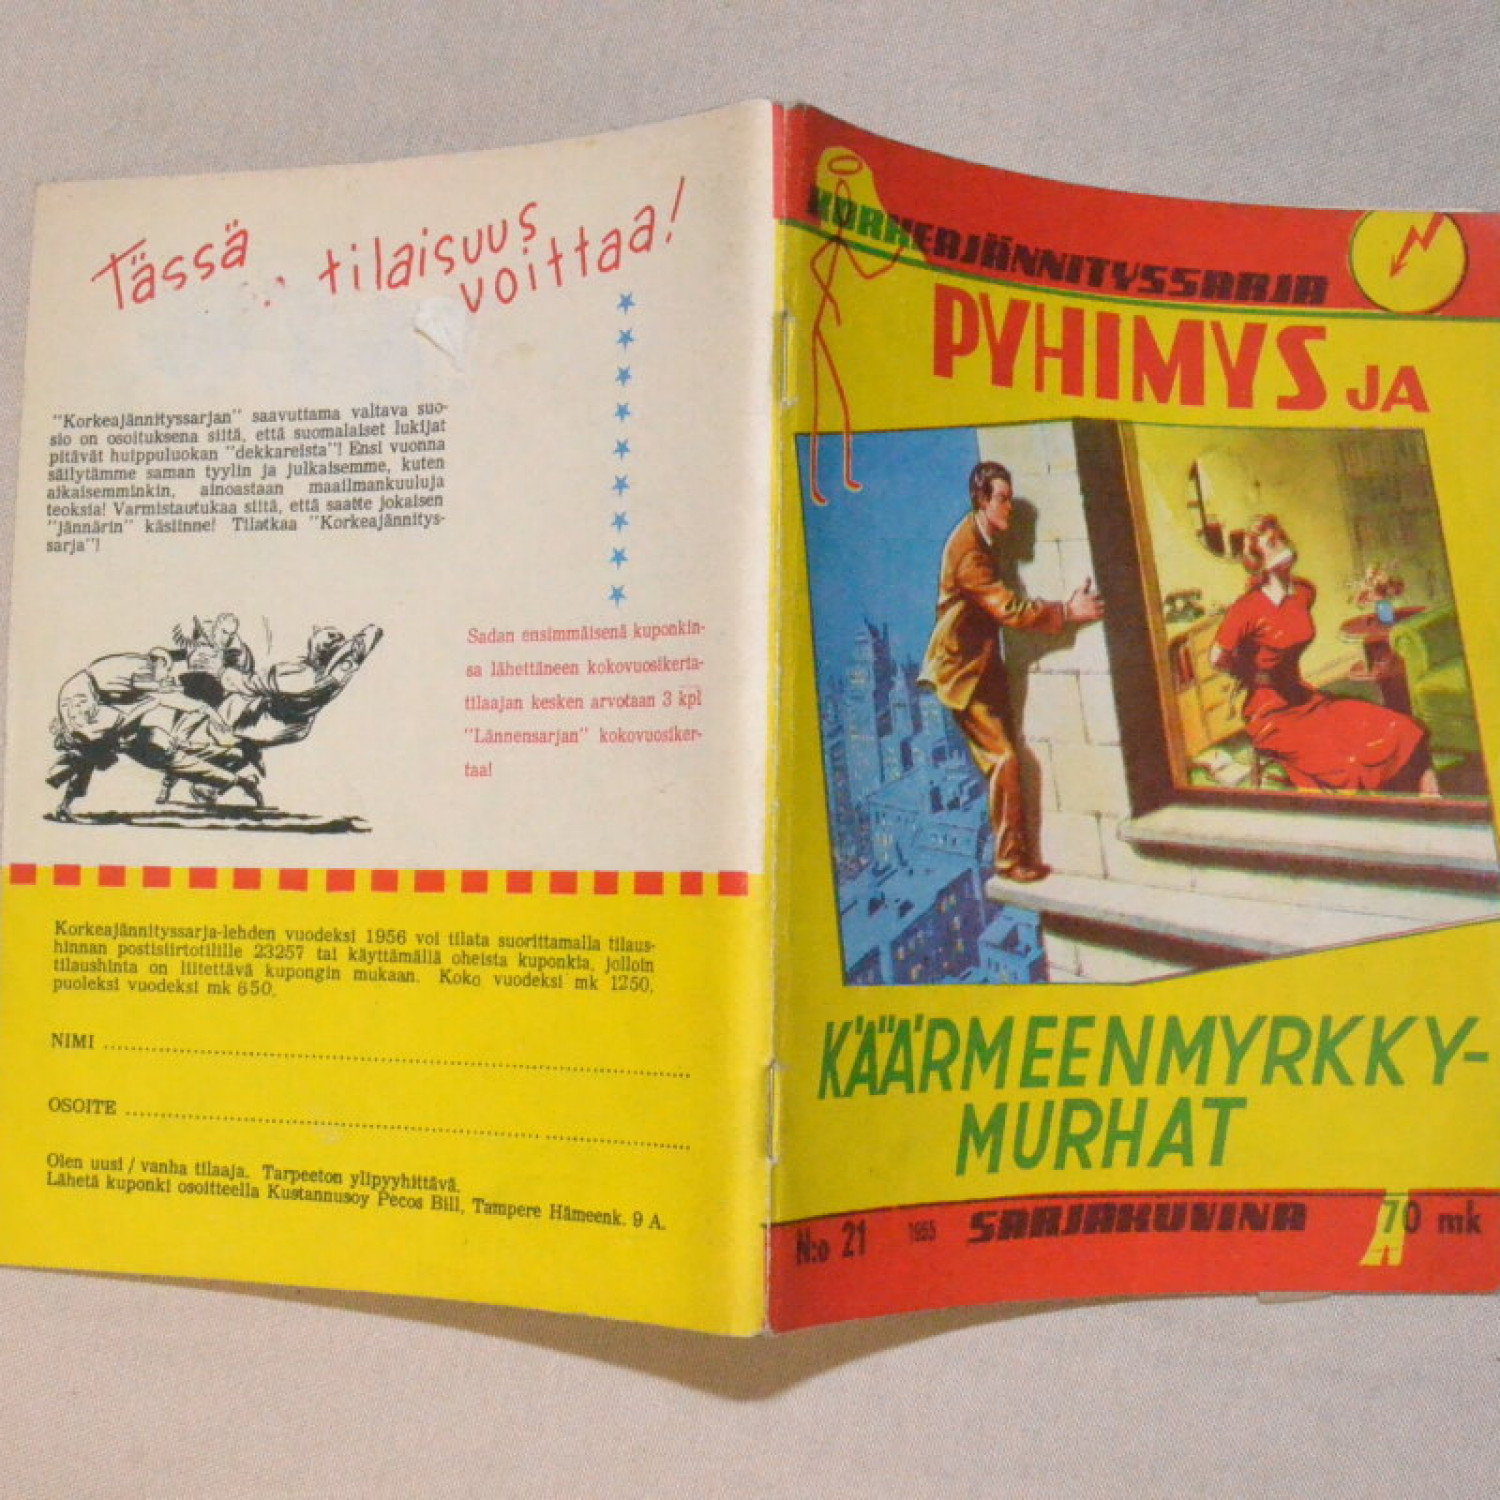 Tässä
tilaisuus
voittaa!
"Korkeajännityssarjan" saavuttama valtava suo-
sio on osoituksena siitä, että suomalaiset lukijat
pitävät huippuluokan "dekkareista"! Ensi vuonna
säilytämme saman tyylin ja julkaisemme, kuten
aikaisemminkin, ainoastaan maailmankuuluja
teoksia! Varmistautukaa siitä, että saatte jokaisen
"jännärin" käsiinne! Tilatkaa "Korkeajännitys-
sarja"!
Sadan ensimmäisenä kuponkin-
sa lähettäneen kokovuosikerta-
tilaajan kesken arvotaan 3 kpl
"Lännensarjan" kokovuosiker-
taa!
Korkeajännityssarja-lehden vuodeksi 1956 voi tilata suorittamalla tilaus-
hinnan postisiirtotilille 23257 tai käyttämällä oheista kuponkia, jolloin
tilaushinta on liitettävä kupongin mukaan. Koko vuodeksi mk 1250,
puoleksi vuodeksi mk 650.
NIMI
OSOITE
Olen uusi / vanha tilaaja. Tarpeeton ylipyyhittävä.
Lähetä kuponki osoitteella Kustannusoy Pecos Bill, Tampere Hämeenk. 9 A.
KORKEAJÄNNITYSSARJA
PYHIMYS JA
KÄÄRMEENMYRKKY-
MURHAT
N:o 21 1955 SARJAKUVINA 70 mk